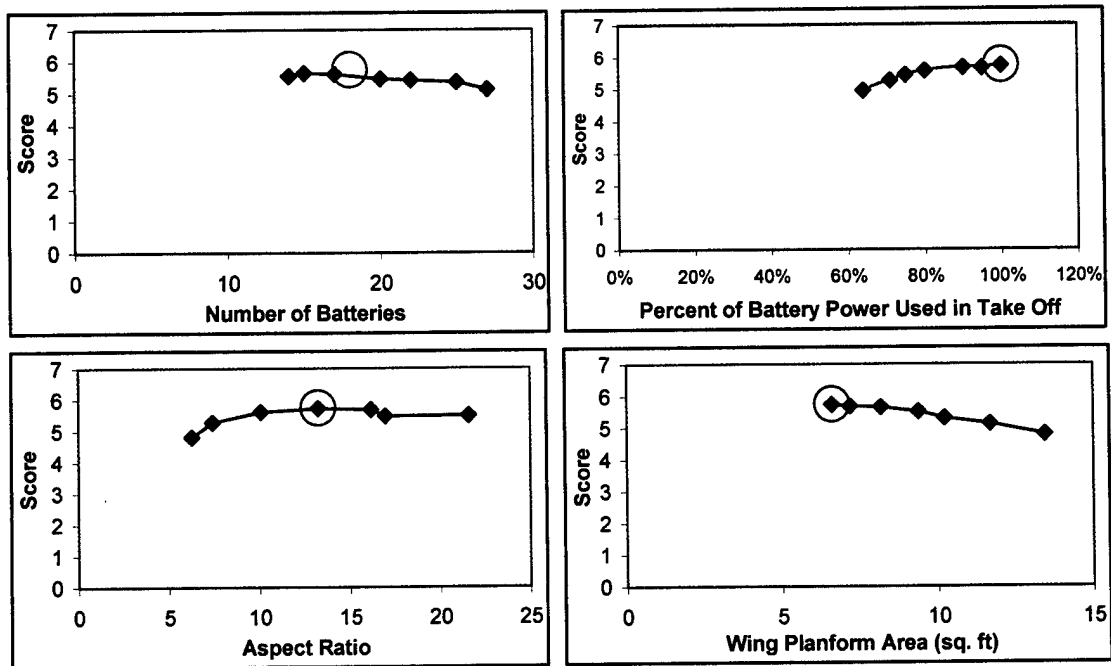 Score
7
6
5
4
3
2
1
0
0 10 20 30
Number of Batteries
Score
7
6
5
4
3
2
1
0
0% 20% 40% 60% 80% 100% 120%
Percent of Battery Power Used in Take Off
Score
7
6
5
4
3
2
1
0
0 5 10 15 20 25
Aspect Ratio
Score
7
6
5
4
3
2
1
0
0 5 10 15
Wing Planform Area (sq. ft)